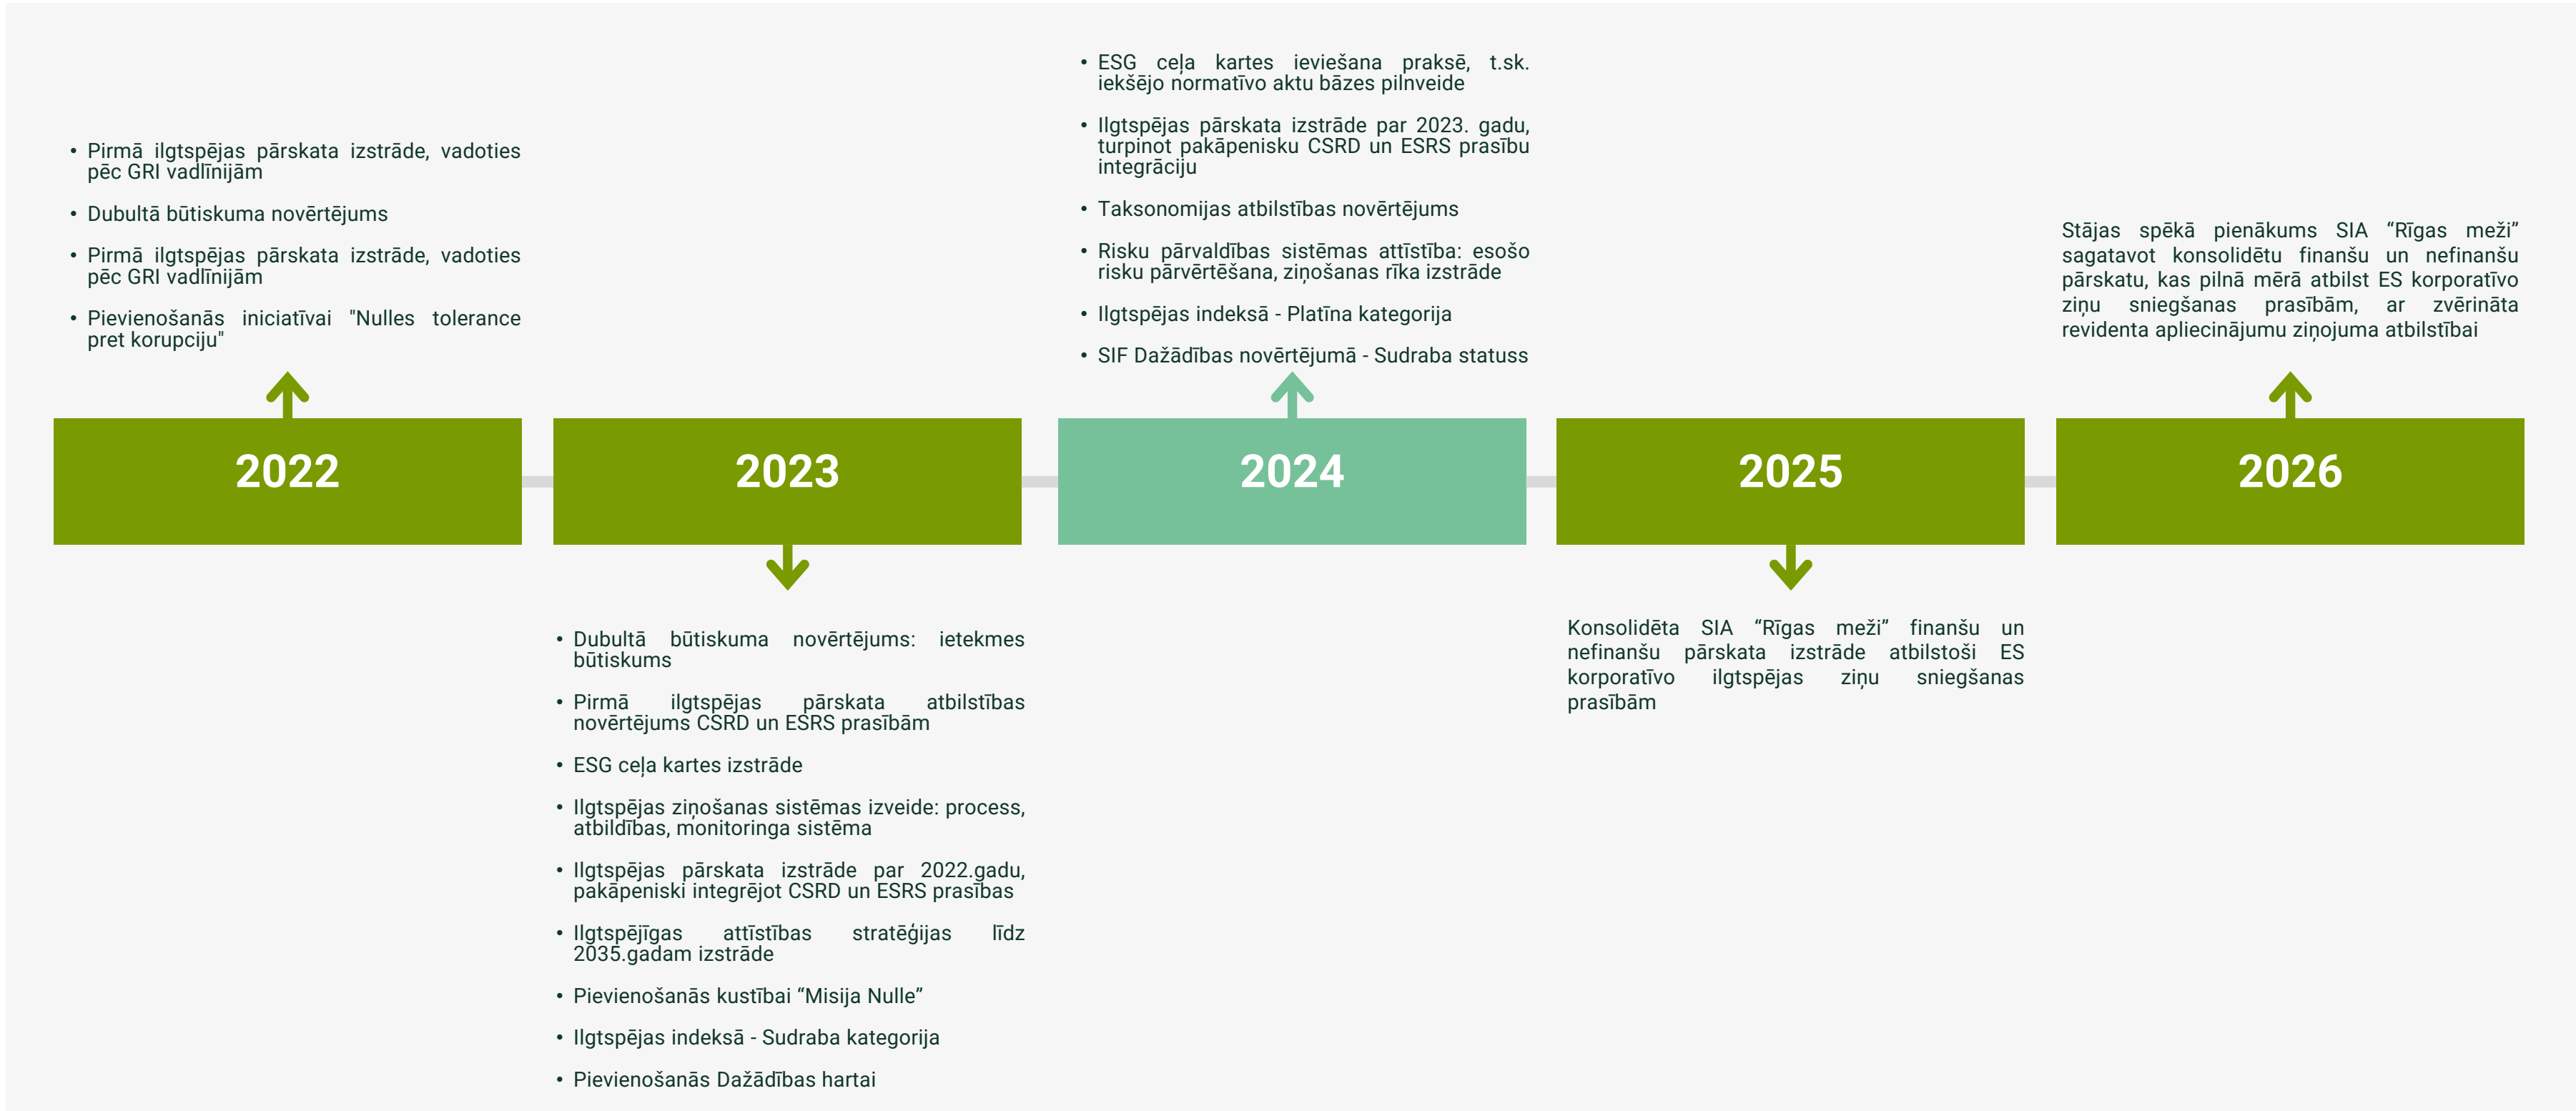 • Pirmā ilgtspējas pārskata izstrāde, vadoties
pēc GRI vadlīnijām
• Dubultā būtiskuma novērtējums
• Pirmā ilgtspējas pārskata izstrāde, vadoties
pēc GRI vadlīnijām
• Pievienošanās iniciatīvai "Nulles tolerance
pret korupciju"
2022
2023
• Dubultā būtiskuma novērtējums: ietekmes
būtiskums
• Pirmā ilgtspējas pārskata atbilstības
novērtējums CSRD un ESRS prasībām
• ESG ceļa kartes izstrāde
• Ilgtspējas ziņošanas sistēmas izveide: process,
atbildības, monitoringa sistēma
• Ilgtspējas pārskata izstrāde par 2022.gadu,
pakāpeniski integrējot CSRD un ESRS prasības
• Ilgtspējīgas attīstības stratēģijas līdz
2035.gadam izstrāde
• Pievienošanās kustībai “Misija Nulle”
• Ilgtspējas indeksā - Sudraba kategorija
• Pievienošanās Dažādības hartai
• ESG ceļa kartes ieviešana praksē, t.sk.
iekšējo normatīvo aktu bāzes pilnveide
• Ilgtspējas pārskata izstrāde par 2023. gadu,
turpinot pakāpenisku CSRD un ESRS prasību
integrāciju
• Taksonomijas atbilstības novērtējums
• Risku pārvaldības sistēmas attīstība: esošo
risku pārvērtēšana, ziņošanas rīka izstrāde
• Ilgtspējas indeksā - Platīna kategorija
• SIF Dažādības novērtējumā - Sudraba statuss
2024
2025
Konsolidēta SIA “Rīgas meži” finanšu un
nefinanšu pārskata izstrāde atbilstoši ES
korporatīvo ilgtspējas ziņu sniegšanas
prasībām
Stājas spēkā pienākums SIA “Rīgas meži”
sagatavot konsolidētu finanšu un nefinanšu
pārskatu, kas pilnā mērā atbilst ES korporatīvo
ziņu sniegšanas prasībām, ar zvērināta
revidenta apliecinājumu ziņojuma atbilstībai
2026